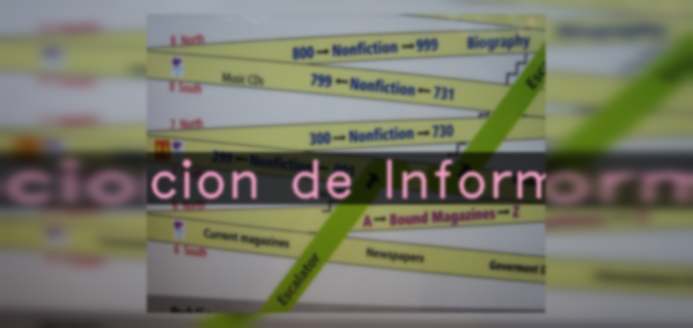 8 North
800 → Nonfiction → 999 Biography
Music CDs
799 ← Nonfiction ← 731
8 South
7 North
300 → Nonfiction → 730
Nonfiction
cion de Inform
A → Bound Magazines → Z
Current magazines
Newspapers
6 South
Escalator